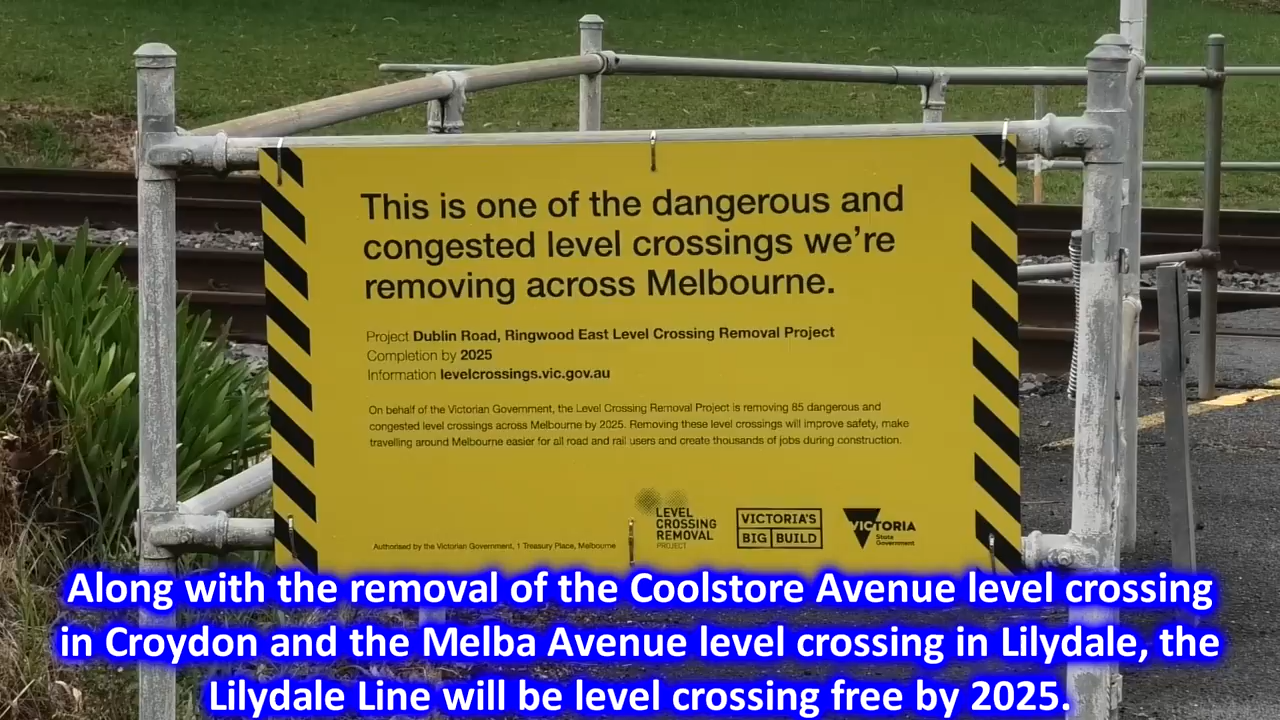 This is one of the dangerous and
congested level crossings we're
removing across Melbourne.
Project Dublin Road, Ringwood East Level Crossing Removal Project
Completion by 2025
Information levelcrossings.vic.gov.au
On behalf of the Victorian Government, the Level Crossing Removal Project is removing 85 dangerous and
congested level crossings across Melbourne by 2025. Removing these level crossings will improve safety, make
travelling around Melbourne easier for all road and rail users and create thousands of jobs during construction.
LEVEL
CROSSING
REMOVAL
PROJECT
VICTORIA'S
BIG BUILD
VICTORIA
State
Government
Authorised by the Victorian Government, 1 Treasury Place, Melbourne
Along with the removal of the Coolstore Avenue level crossing
in Croydon and the Melba Avenue level crossing in Lilydale, the
Lilydale Line will be level crossing free by 2025.